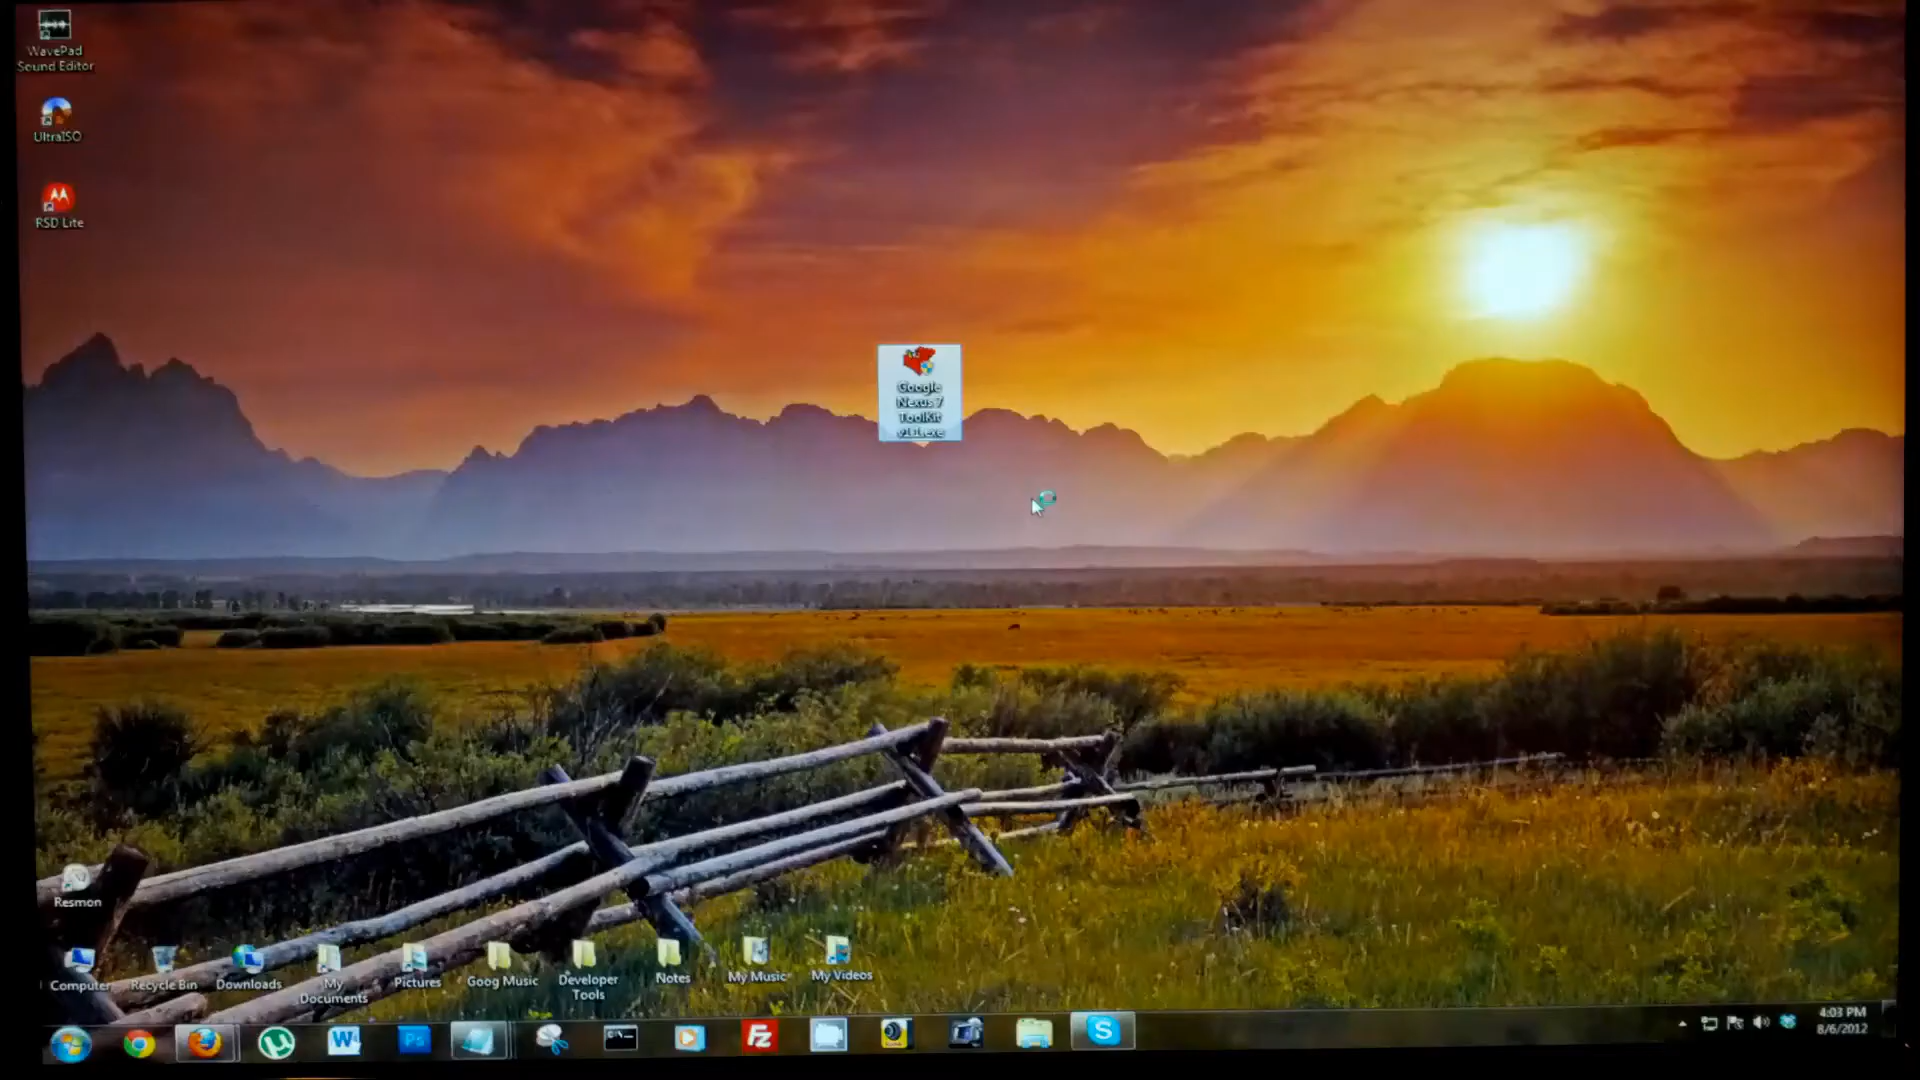 WavePad
Sound Editor
UltraISO
RSD Lite
Google
Nexus 7
ToolKit
Resmon
Computer
Recycle Bin
Downloads
My
Documents
Pictures
Goog Music
Developer
Tools
Notes
My Music
My Videos
4:03 PM
8/6/2012